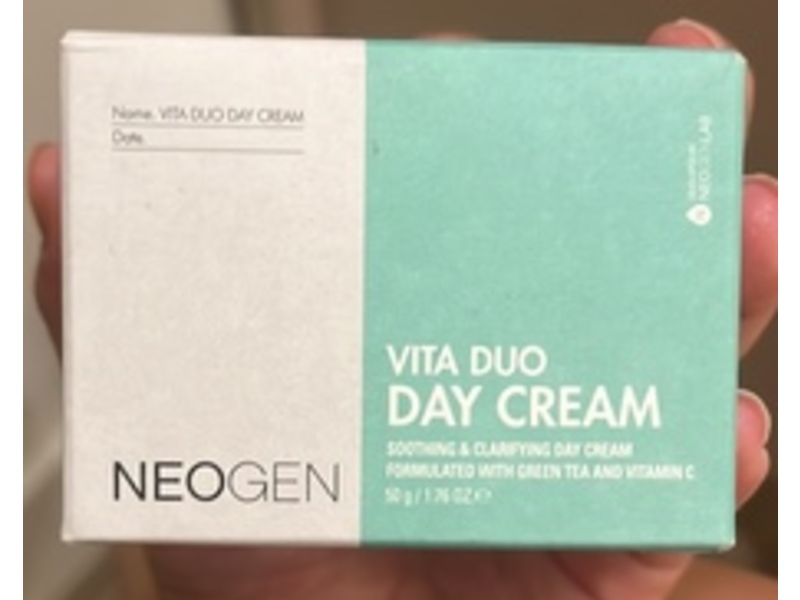 Name. VITA DUO DAY CREAM
Date.
NEOGENLAB
VITA DUO
DAY CREAM
SOOTHING & CLARIFYING DAY CREAM
FORMULATED WITH GREEN TEA AND VITAMIN C
50 g / 1.76 OZ. ℮
NEOGEN